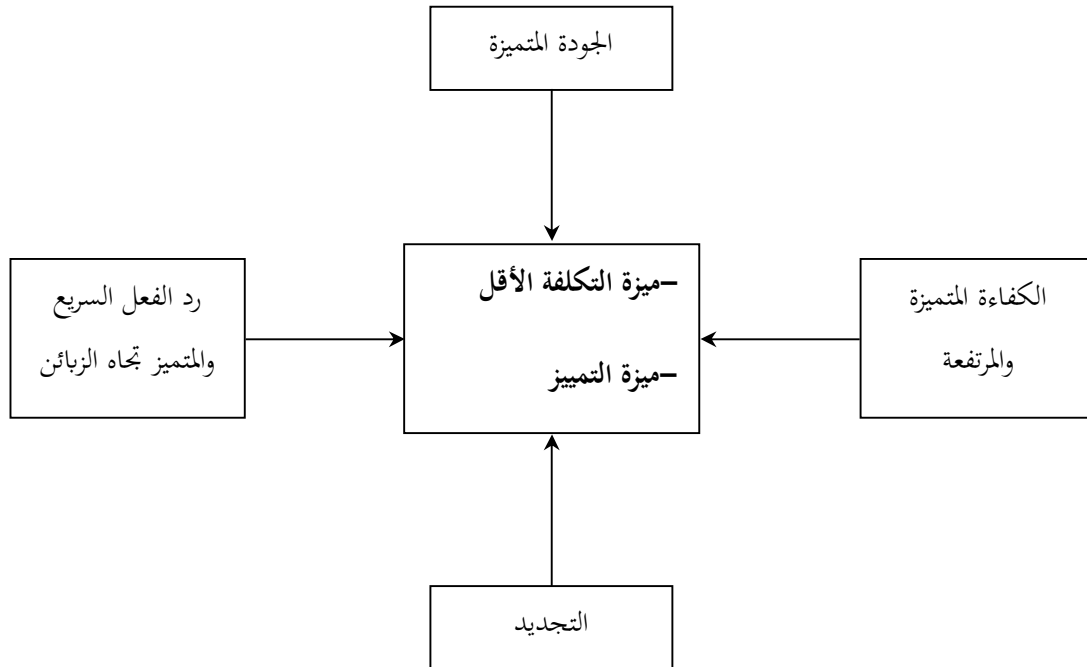 الجودة المتميزة
–ميزة التكلفة الأقل
–ميزة التمييز
الكفاءة المتميزة
والمرتفعة
رد الفعل السريع
والمتميز تجاه الزبائن
التجديد